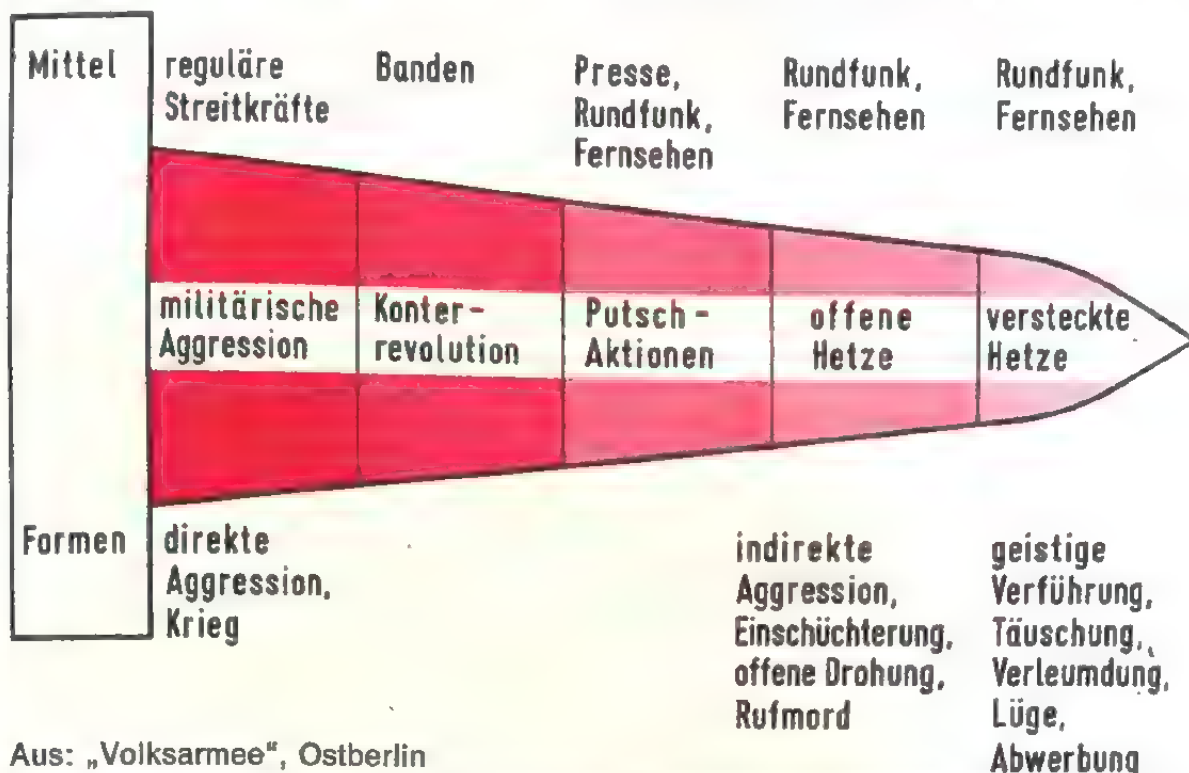 Mittel
reguläre
Streitkräfte
Banden
Presse,
Rundfunk,
Fernsehen
Rundfunk,
Fernsehen
Rundfunk,
Fernsehen
militärische
Aggression
Konter-
revolution
Putsch-
Aktionen
offene
Hetze
versteckte
Hetze
Formen
direkte
Aggression,
Krieg
indirekte
Aggression,
Einschüchterung,
offene Drohung,
Rufmord
geistige
Verführung,
Täuschung,
Verleumdung,
Lüge,
Abwerbung
Aus: „Volksarmee“, Ostberlin